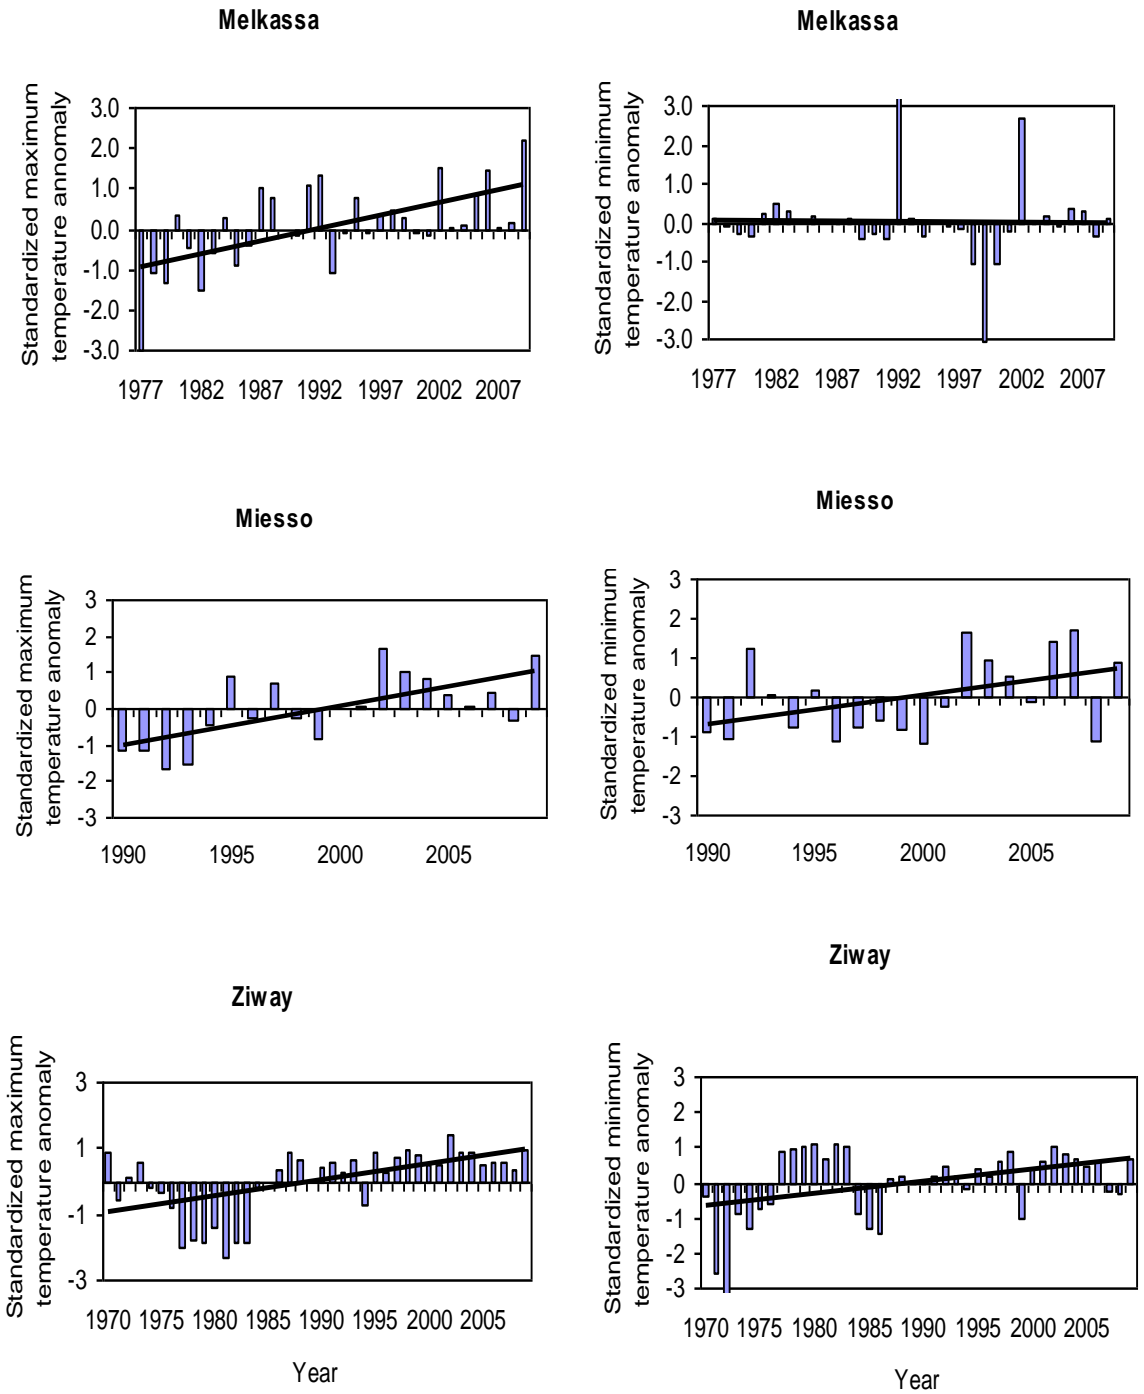 Melkassa
Standardized maximum
temperature annomaly
3.0
2.0
1.0
0.0
-1.0
-2.0
-3.0
1977 1982 1987 1992 1997 2002 2007
Melkassa
Standardized minimum
temperature anomaly
3.0
2.0
1.0
0.0
-1.0
-2.0
-3.0
1977 1982 1987 1992 1997 2002 2007
Miesso
Standardized maximum
temperature anomaly
3
2
1
0
-1
-2
-3
1990 1995 2000 2005
Miesso
Standardized minimum
temperature anomaly
3
2
1
0
-1
-2
-3
1990 1995 2000 2005
Ziway
Standardized maximum
temperature anomaly
3
1
-1
-3
1970 1975 1980 1985 1990 1995 2000 2005
Year
Ziway
Standardized minimum
temperature anomaly
3
2
1
0
-1
-2
-3
1970 1975 1980 1985 1990 1995 2000 2005
Year